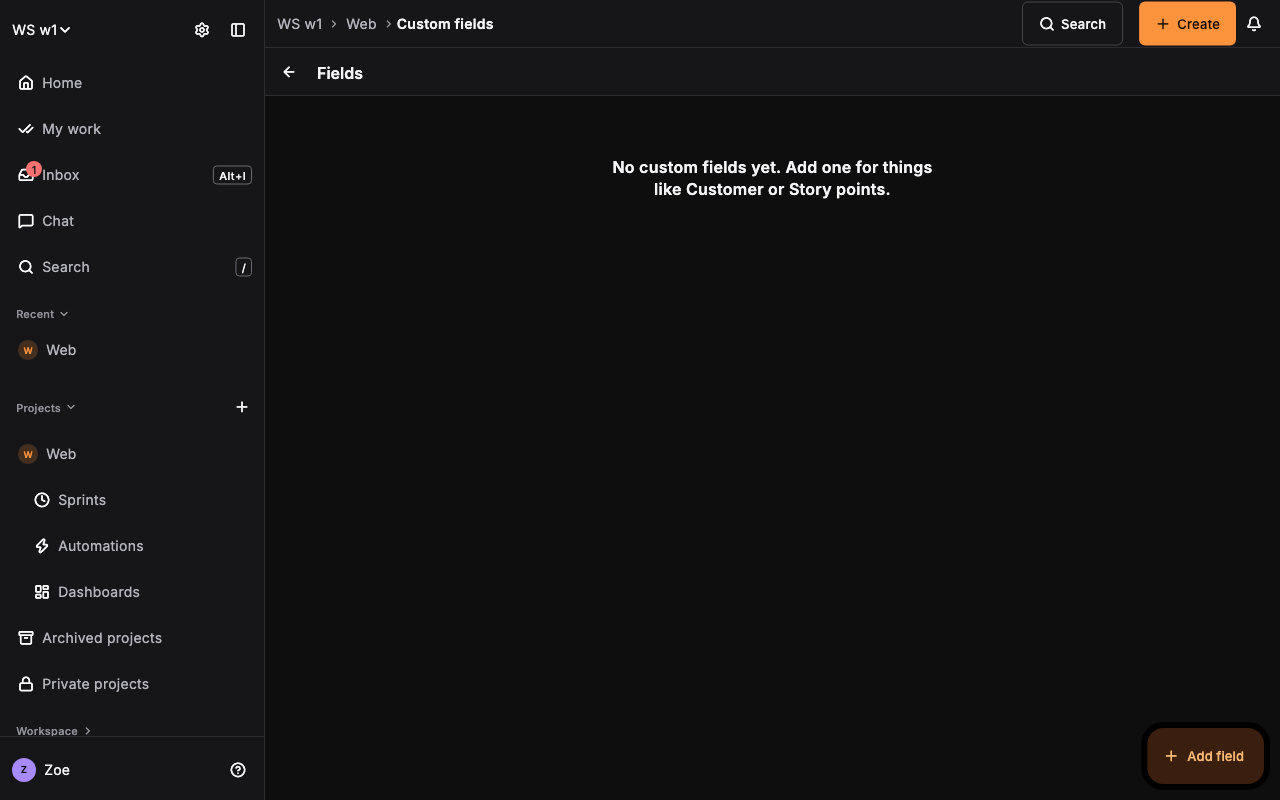 WS w1
Home
My work
1
Inbox
Alt+I
Chat
Search
/
Recent
W
Web
Projects
W
Web
Sprints
Automations
Dashboards
Archived projects
Private projects
Workspace
Z
Zoe
WS w1 > Web > Custom fields
Search
Create
Fields
No custom fields yet. Add one for things
like Customer or Story points.
Add field